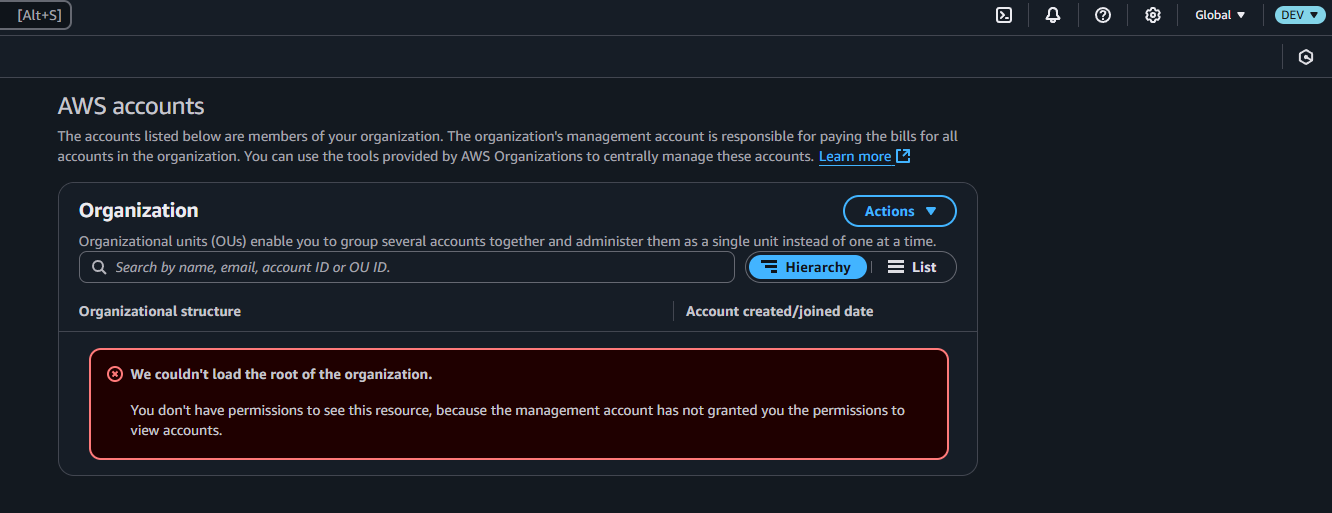 [Alt+S]
Global
DEV
AWS accounts
The accounts listed below are members of your organization. The organization's management account is responsible for paying the bills for all
accounts in the organization. You can use the tools provided by AWS Organizations to centrally manage these accounts. Learn more
Organization
Actions
Organizational units (OUs) enable you to group several accounts together and administer them as a single unit instead of one at a time.
Search by name, email, account ID or OU ID.
Hierarchy
List
Organizational structure
Account created/joined date
We couldn't load the root of the organization.
You don't have permissions to see this resource, because the management account has not granted you the permissions to
view accounts.